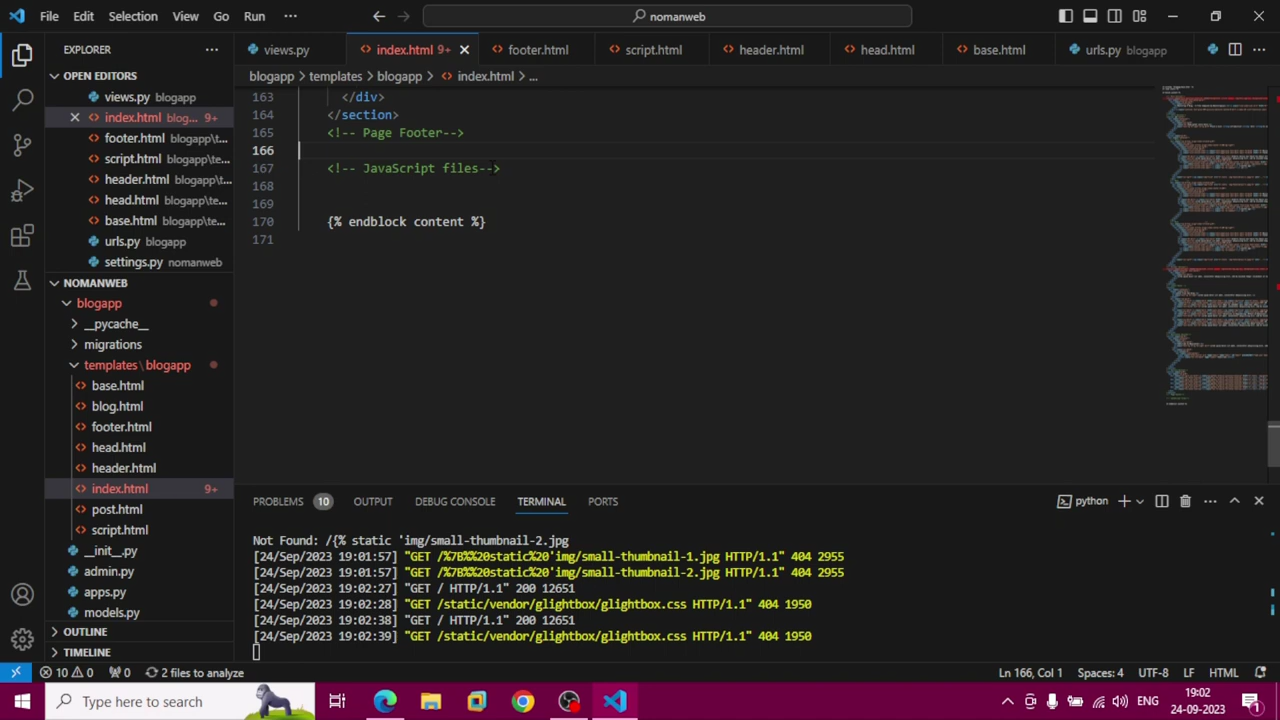 File Edit Selection View Go Run ··· nomanweb
EXPLORER ···
views.py index.html 9+ footer.html script.html header.html head.html base.html urls.py blogapp ···
OPEN EDITORS
blogapp > templates > blogapp > index.html > ...
views.py blogapp
index.html blog... 9+
footer.html blogapp\t...
script.html blogapp\te...
header.html blogapp\te...
head.html blogapp\te...
base.html blogapp\te...
urls.py blogapp
settings.py nomanweb
163 </div>
164 </section>
165 <!-- Page Footer-->
166
167 <!-- JavaScript files-->
168
169
170 {% endblock content %}
171
NOMANWEB
blogapp
__pycache__
migrations
templates \ blogapp
base.html
blog.html
footer.html
head.html
header.html
index.html 9+
post.html
script.html
__init__.py
admin.py
apps.py
models.py
OUTLINE
TIMELINE
PROBLEMS 10 OUTPUT DEBUG CONSOLE TERMINAL PORTS python ···
Not Found: /{% static 'img/small-thumbnail-2.jpg
[24/Sep/2023 19:01:57] "GET /%7B%%20static%20'img/small-thumbnail-1.jpg HTTP/1.1" 404 2955
[24/Sep/2023 19:01:57] "GET /%7B%%20static%20'img/small-thumbnail-2.jpg HTTP/1.1" 404 2955
[24/Sep/2023 19:02:27] "GET / HTTP/1.1" 200 12651
[24/Sep/2023 19:02:28] "GET /static/vendor/glightbox/glightbox.css HTTP/1.1" 404 1950
[24/Sep/2023 19:02:38] "GET / HTTP/1.1" 200 12651
[24/Sep/2023 19:02:39] "GET /static/vendor/glightbox/glightbox.css HTTP/1.1" 404 1950
10 0 0 2 files to analyze Ln 166, Col 1 Spaces: 4 UTF-8 LF HTML
Type here to search ENG 19:02
24-09-2023 1